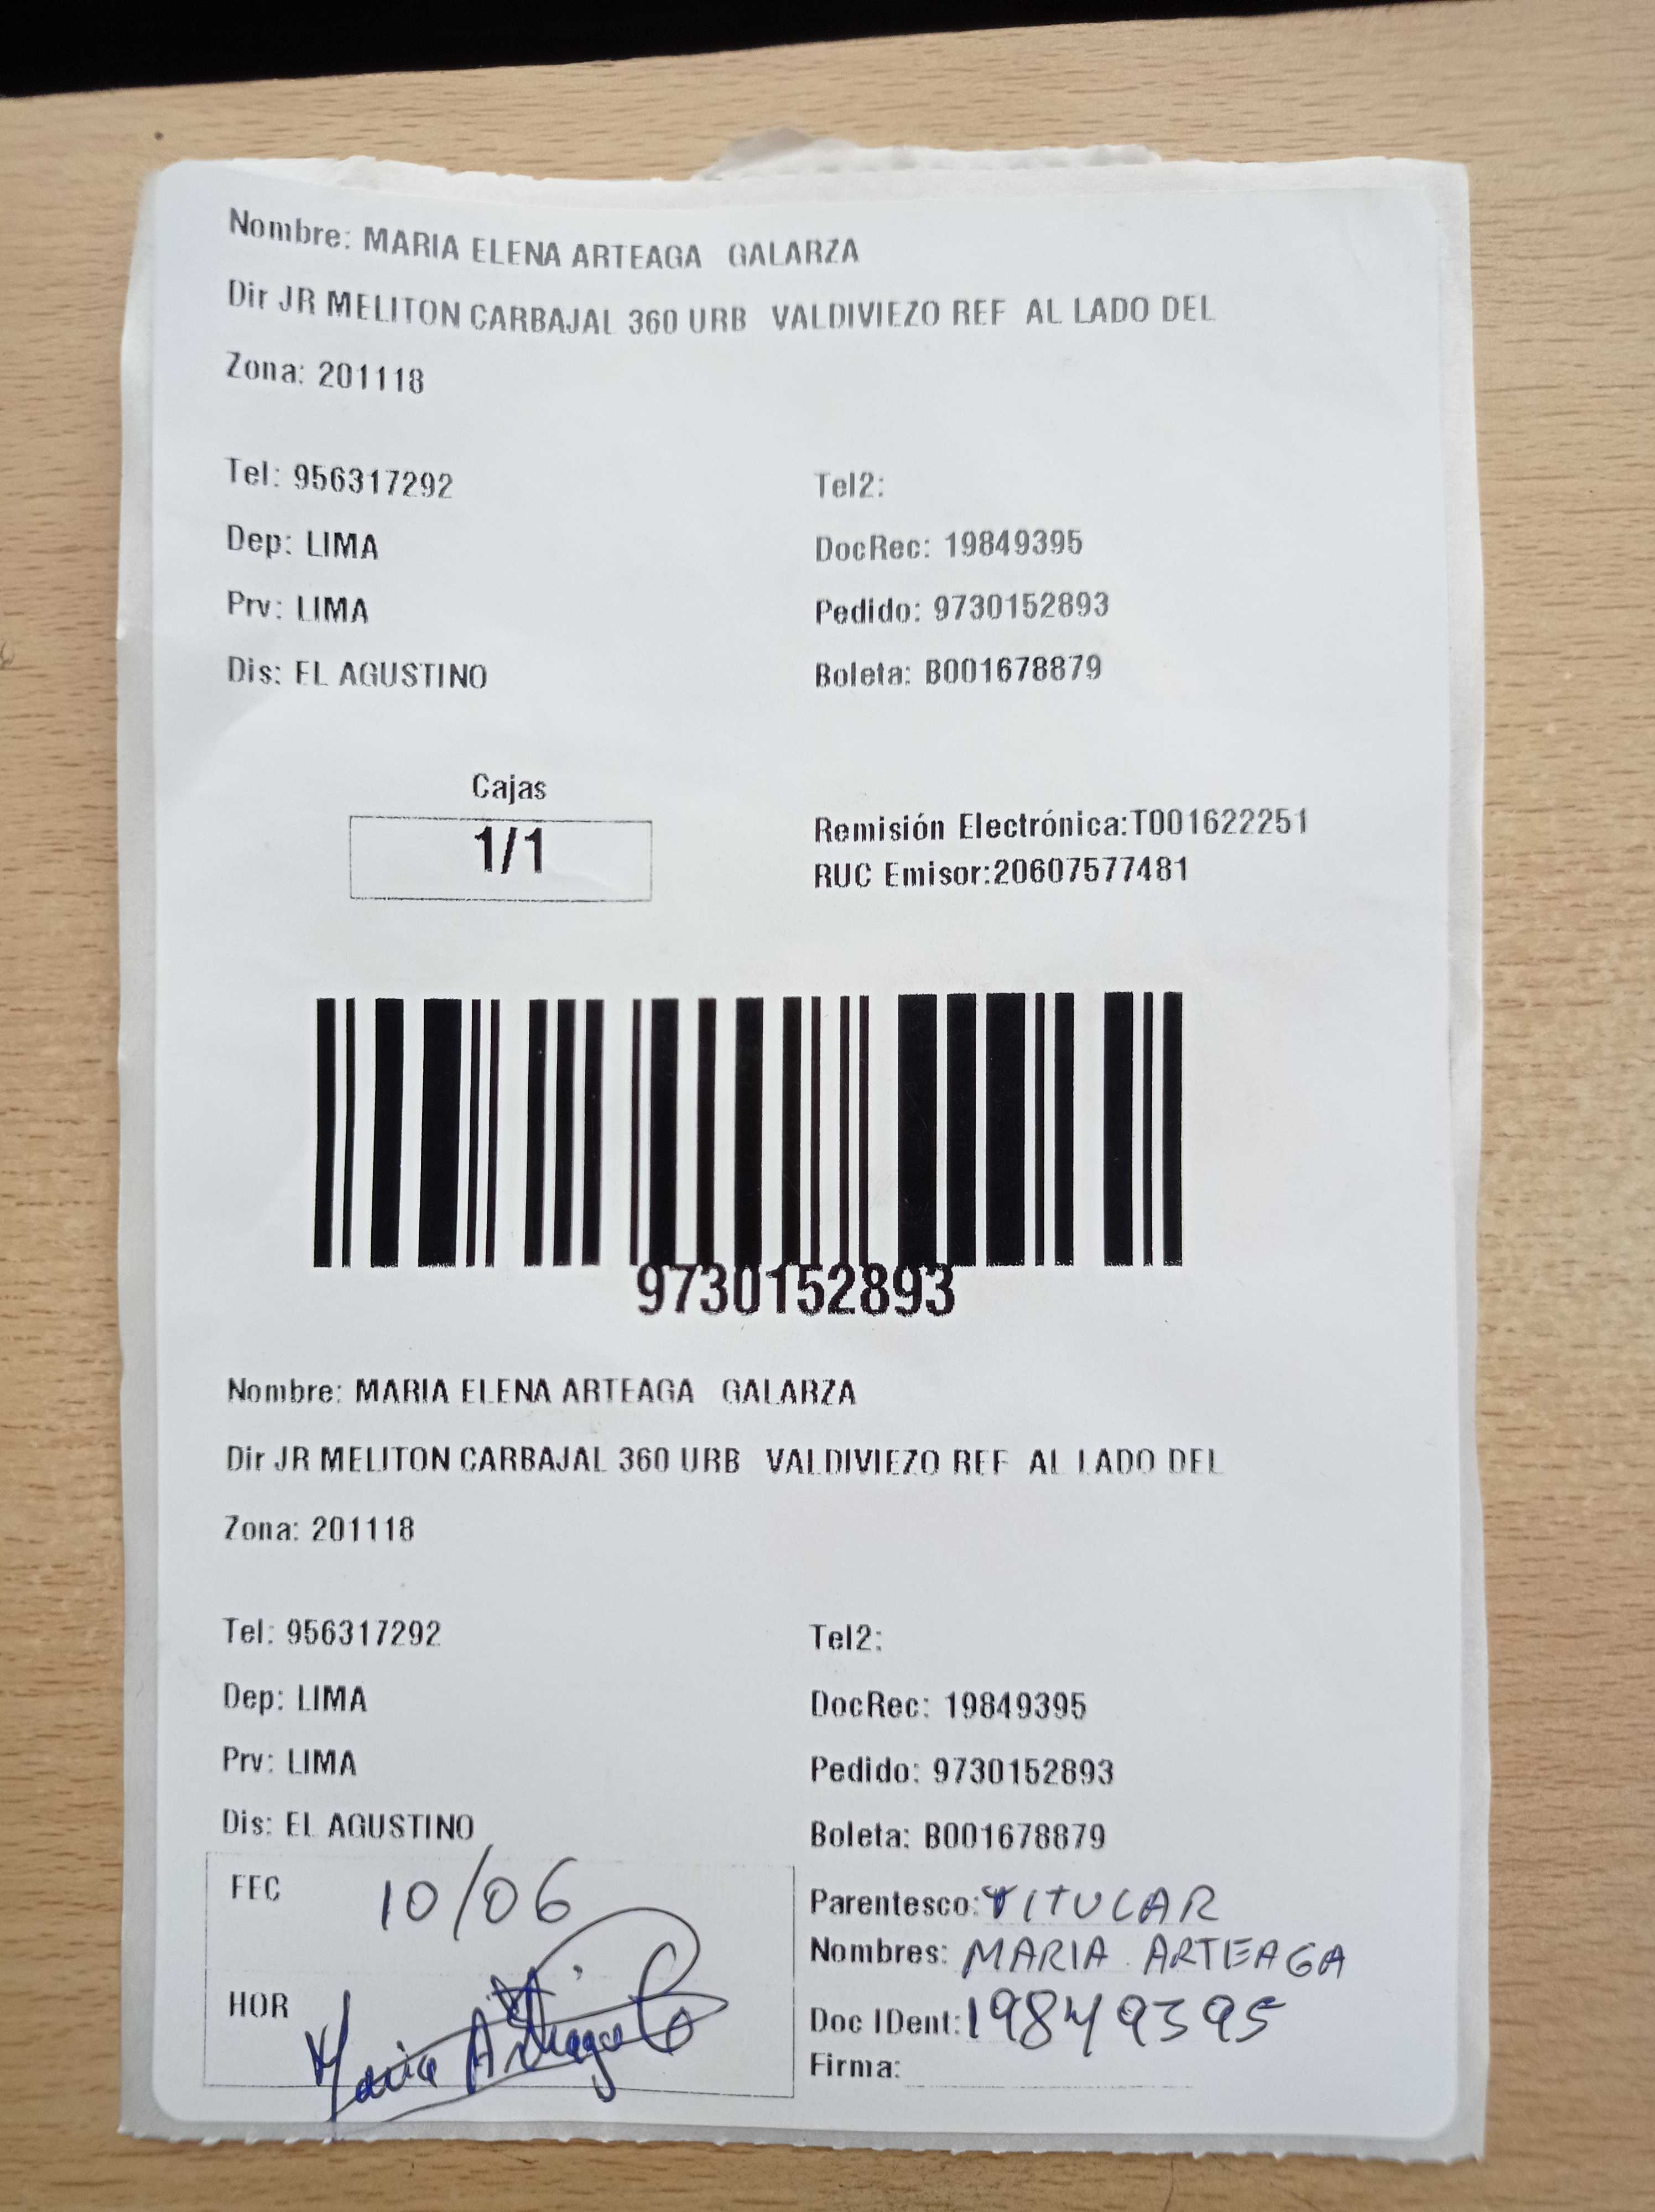 Nombre: MARIA ELENA ARTEAGA GALARZA
Dir JR MELITON CARBAJAL 360 URB VALDIVIEZO REF AL LADO DEL
Zona: 201118
Tel: 956317292 Tel2:
Dep: LIMA DocRec: 19849395
Prv: LIMA Pedido: 9730152893
Dis: EL AGUSTINO Boleta: B001678879
Cajas
1/1
Remisión Electrónica:T001622251
RUC Emisor:20607577481
9730152893
Nombre: MARIA ELENA ARTEAGA GALARZA
Dir JR MELITON CARBAJAL 360 URB VALDIVIEZO REF AL LADO DEL
Zona: 201118
Tel: 956317292 Tel2:
Dep: LIMA DocRec: 19849395
Prv: LIMA Pedido: 9730152893
Dis: EL AGUSTINO Boleta: B001678879
FEC 10/06 Parentesco: TITULAR
Nombres: MARIA ARTEAGA
HOR Doc IDent: 19849395
Maria Arteaga
Firma: